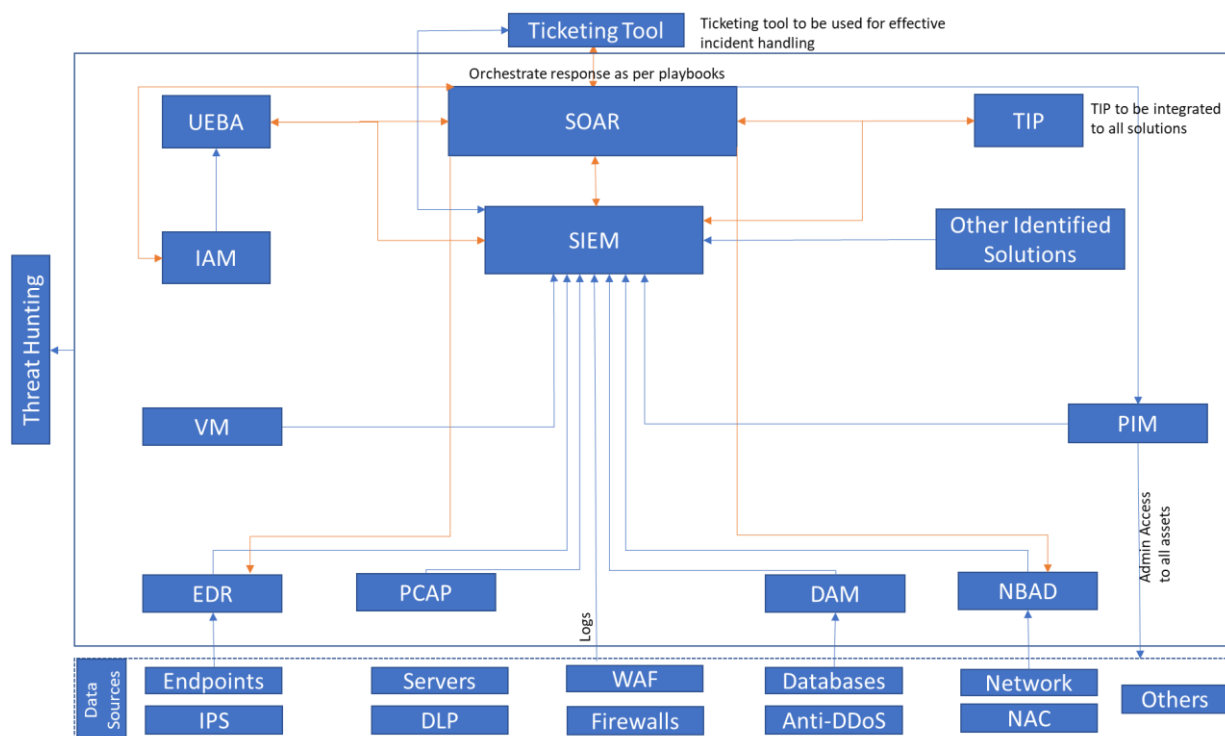 Ticketing Tool
Ticketing tool to be used for effective
incident handling
Orchestrate response as per playbooks
UEBA
SOAR
TIP
TIP to be integrated
to all solutions
SIEM
Other Identified
Solutions
IAM
Threat Hunting
VM
PIM
Admin Access
to all assets
EDR
PCAP
DAM
NBAD
Logs
Data
Sources
Endpoints
Servers
WAF
Databases
Network
Others
IPS
DLP
Firewalls
Anti-DDoS
NAC